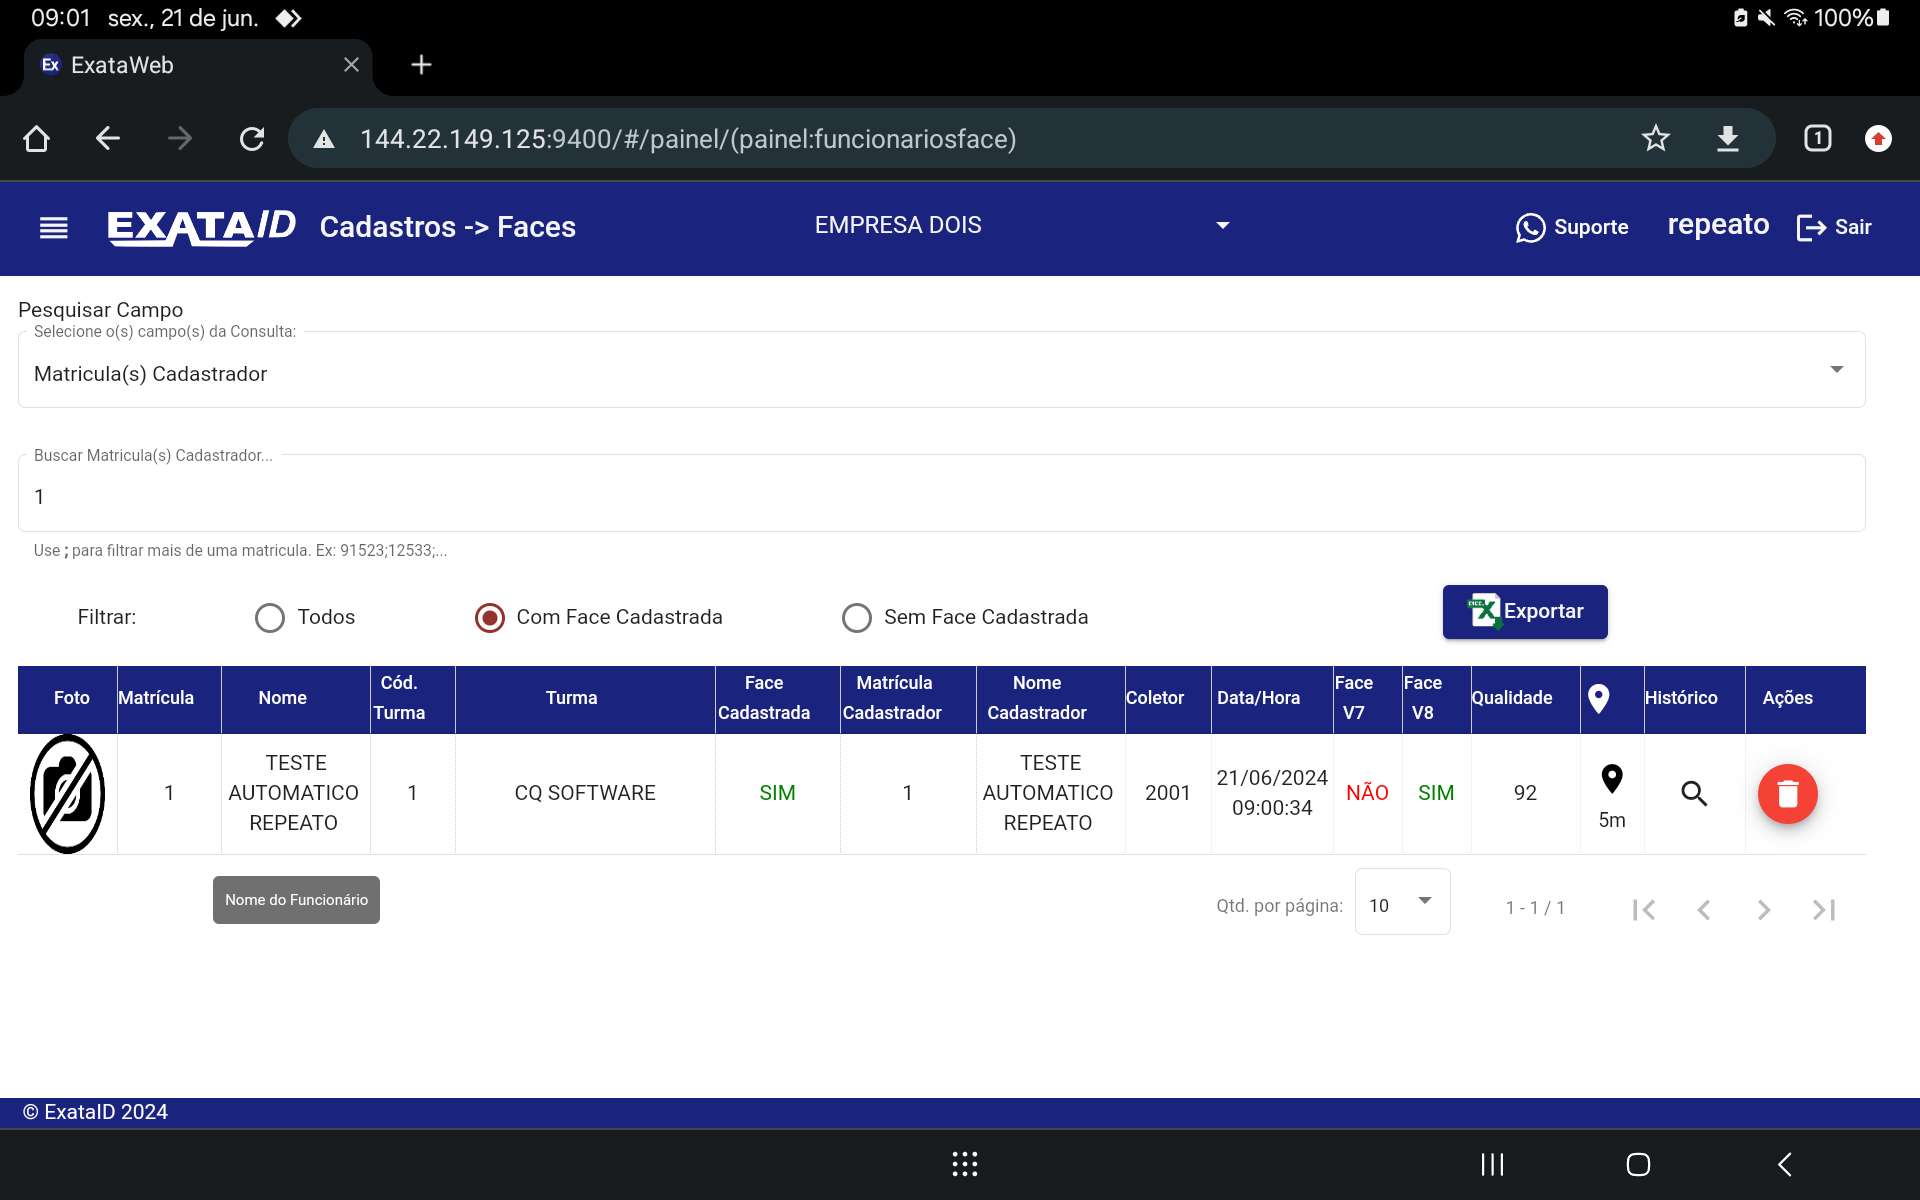 09:01 sex., 21 de jun. 100%
Ex ExataWeb
144.22.149.125:9400/#/painel/(painel:funcionariosface) 1
EXATAID Cadastros -> Faces EMPRESA DOIS Suporte repeato Sair
Pesquisar Campo
Selecione o(s) campo(s) da Consulta:
Matricula(s) Cadastrador
Buscar Matricula(s) Cadastrador...
1
Use ; para filtrar mais de uma matricula. Ex: 91523;12533;...
Filtrar: Todos Com Face Cadastrada Sem Face Cadastrada Exportar
Foto Matrícula Nome Cód. Turma Turma Face Cadastrada Matrícula Cadastrador Nome Cadastrador Coletor Data/Hora Face V7 Face V8 Qualidade Histórico Ações
1 TESTE AUTOMATICO REPEATO 1 CQ SOFTWARE SIM 1 TESTE AUTOMATICO REPEATO 2001 21/06/2024 09:00:34 NÃO SIM 92 5m
Nome do Funcionário
Qtd. por página: 10 1 - 1 / 1
© ExataID 2024